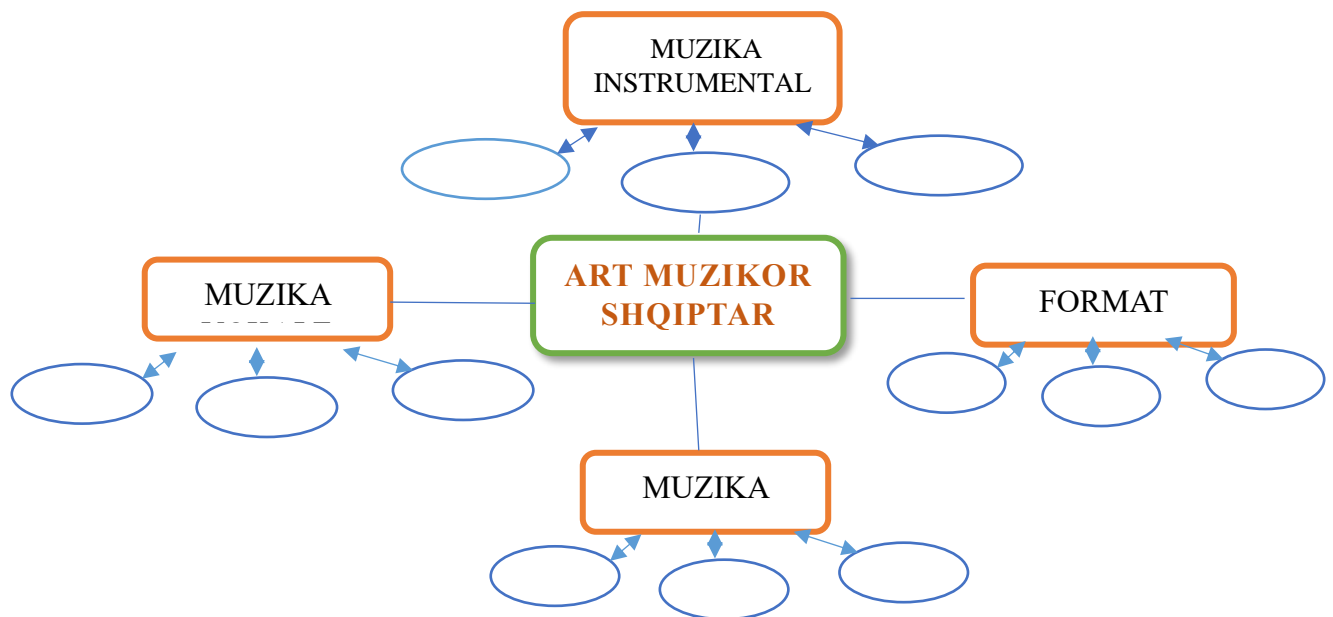 MUZIKA
INSTRUMENTAL
ART MUZIKOR
SHQIPTAR
MUZIKA
FORMAT
MUZIKA